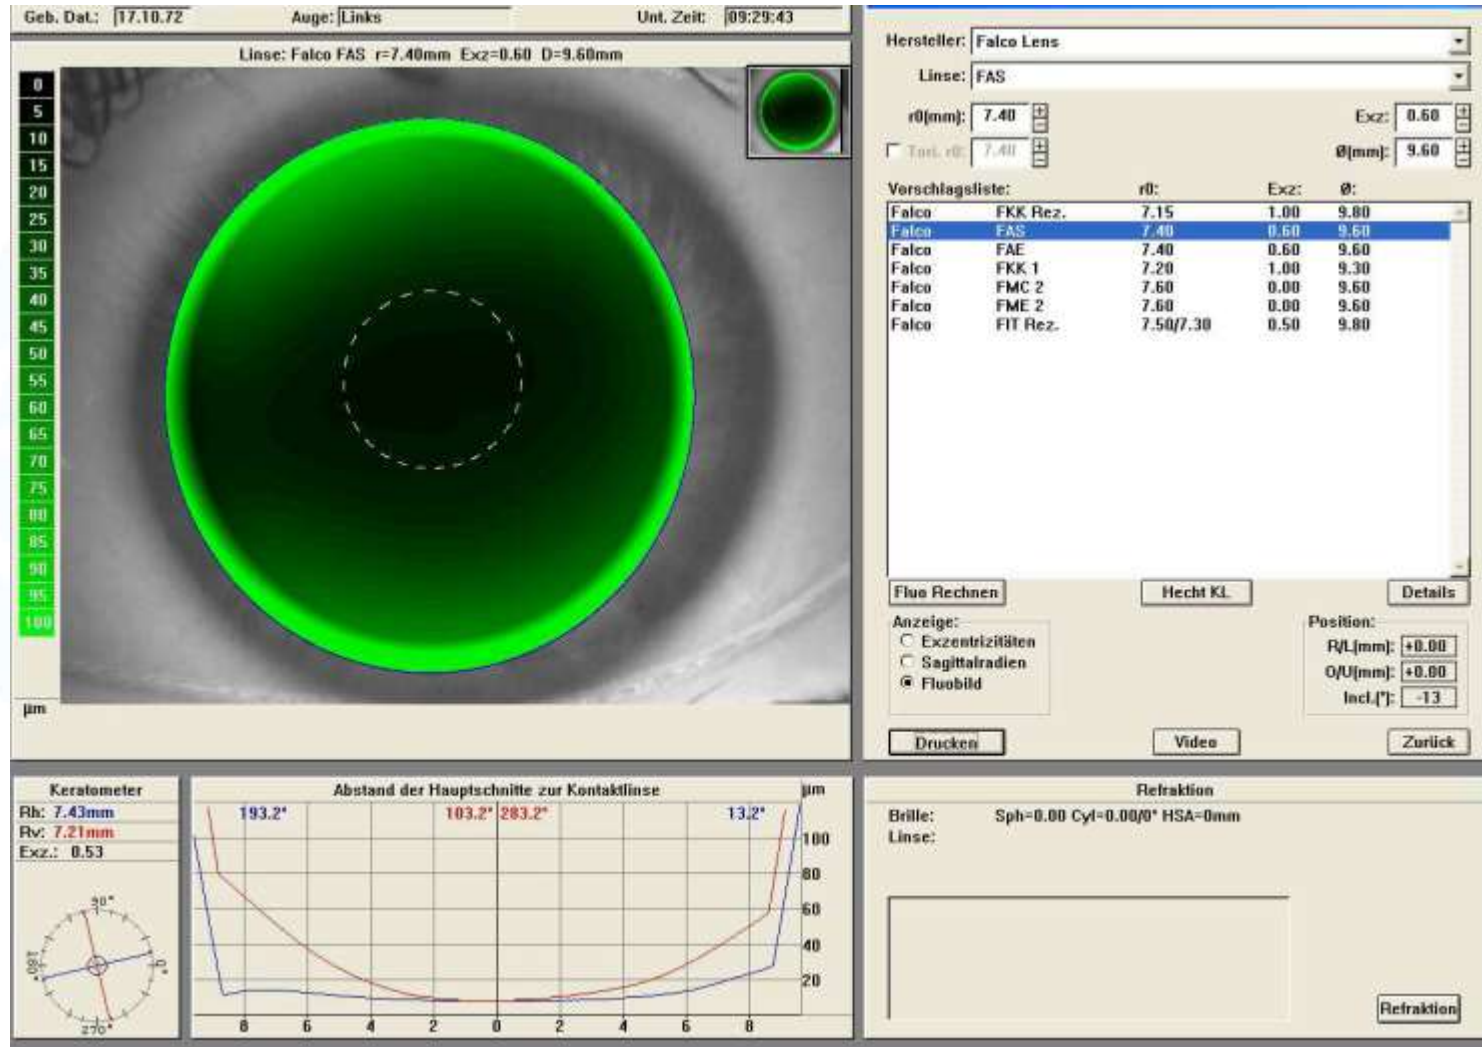 Geb. Dat.: 17.10.72 Auge: Links Unt. Zeit: 09:29:43
Linse: Falco FAS r=7.40mm Exz=0.60 D=9.60mm
0
5
10
15
20
25
30
35
40
45
50
55
60
65
70
75
80
85
90
95
100
µm
Hersteller: Falco Lens
Linse: FAS
r0(mm): 7.40 Exz: 0.60
Tori. r0: 7.40 Ø(mm): 9.60
Vorschlagsliste: r0: Exz: Ø:
Falco FKK Rez. 7.15 1.00 9.80
Falco FAS 7.40 0.60 9.60
Falco FAE 7.40 0.60 9.60
Falco FKK 1 7.20 1.00 9.30
Falco FMC 2 7.60 0.00 9.60
Falco FME 2 7.60 0.00 9.60
Falco FIT Rez. 7.50/7.30 0.50 9.80
Fluo Rechnen Hecht KL Details
Anzeige: Position:
Exzentrizitäten R/L(mm): +0.00
Sagittalradien O/U(mm): +0.00
Fluobild Incl.(°): -13
Drucken Video Zurück
Keratometer
Rh: 7.43mm
Rv: 7.21mm
Exz.: 0.53
90°
180° 0°
270°
Abstand der Hauptschnitte zur Kontaktlinse µm
193.2° 103.2° 283.2° 13.2°
100
80
60
40
20
8 6 4 2 0 2 4 6 8
Refraktion
Brille: Sph=0.00 Cyl=0.00/0° HSA=0mm
Linse:
Refraktion